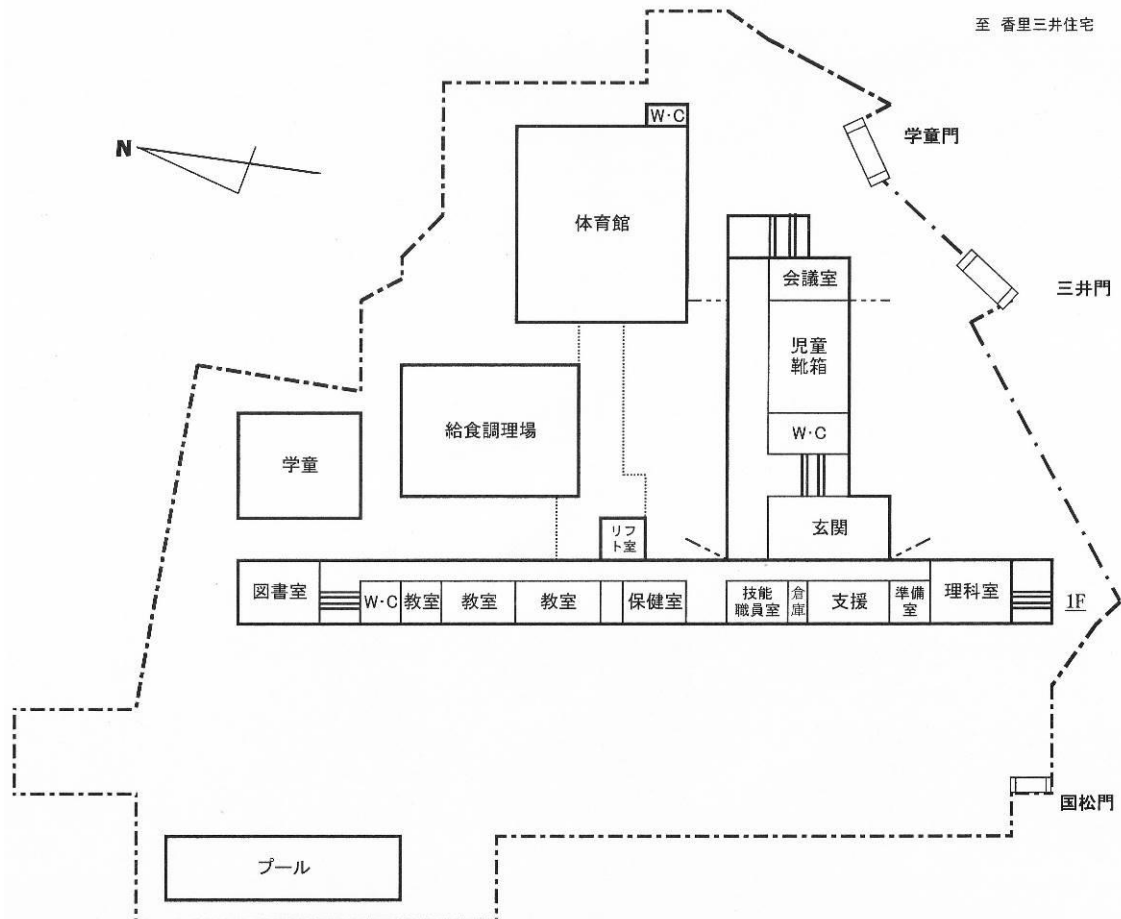 至 香里三井住宅
W・C
学童門
N
体育館
会議室
三井門
児童
靴箱
給食調理場
W・C
学童
リフ
ト室
玄関
図書室
W・C
教室
教室
教室
保健室
技能
職員室
倉
庫
支援
準備
室
理科室
1F
国松門
プール